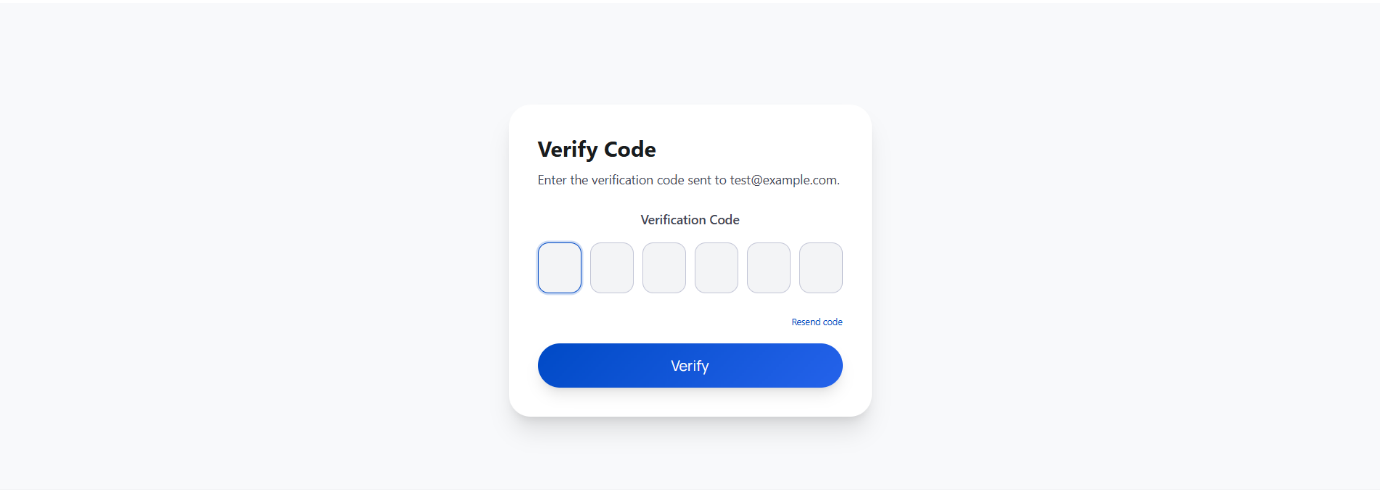 Verify Code
Enter the verification code sent to test@example.com.
Verification Code
Resend code
Verify